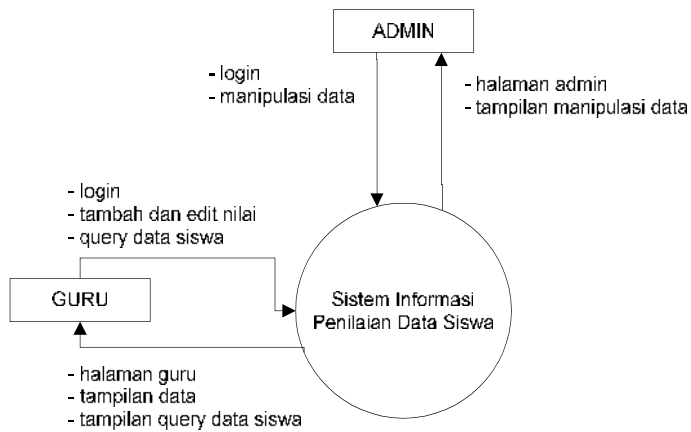 ADMIN
- login
- manipulasi data
- halaman admin
- tampilan manipulasi data
- login
- tambah dan edit nilai
- query data siswa
GURU
Sistem Informasi
Penilaian Data Siswa
- halaman guru
- tampilan data
- tampilan query data siswa